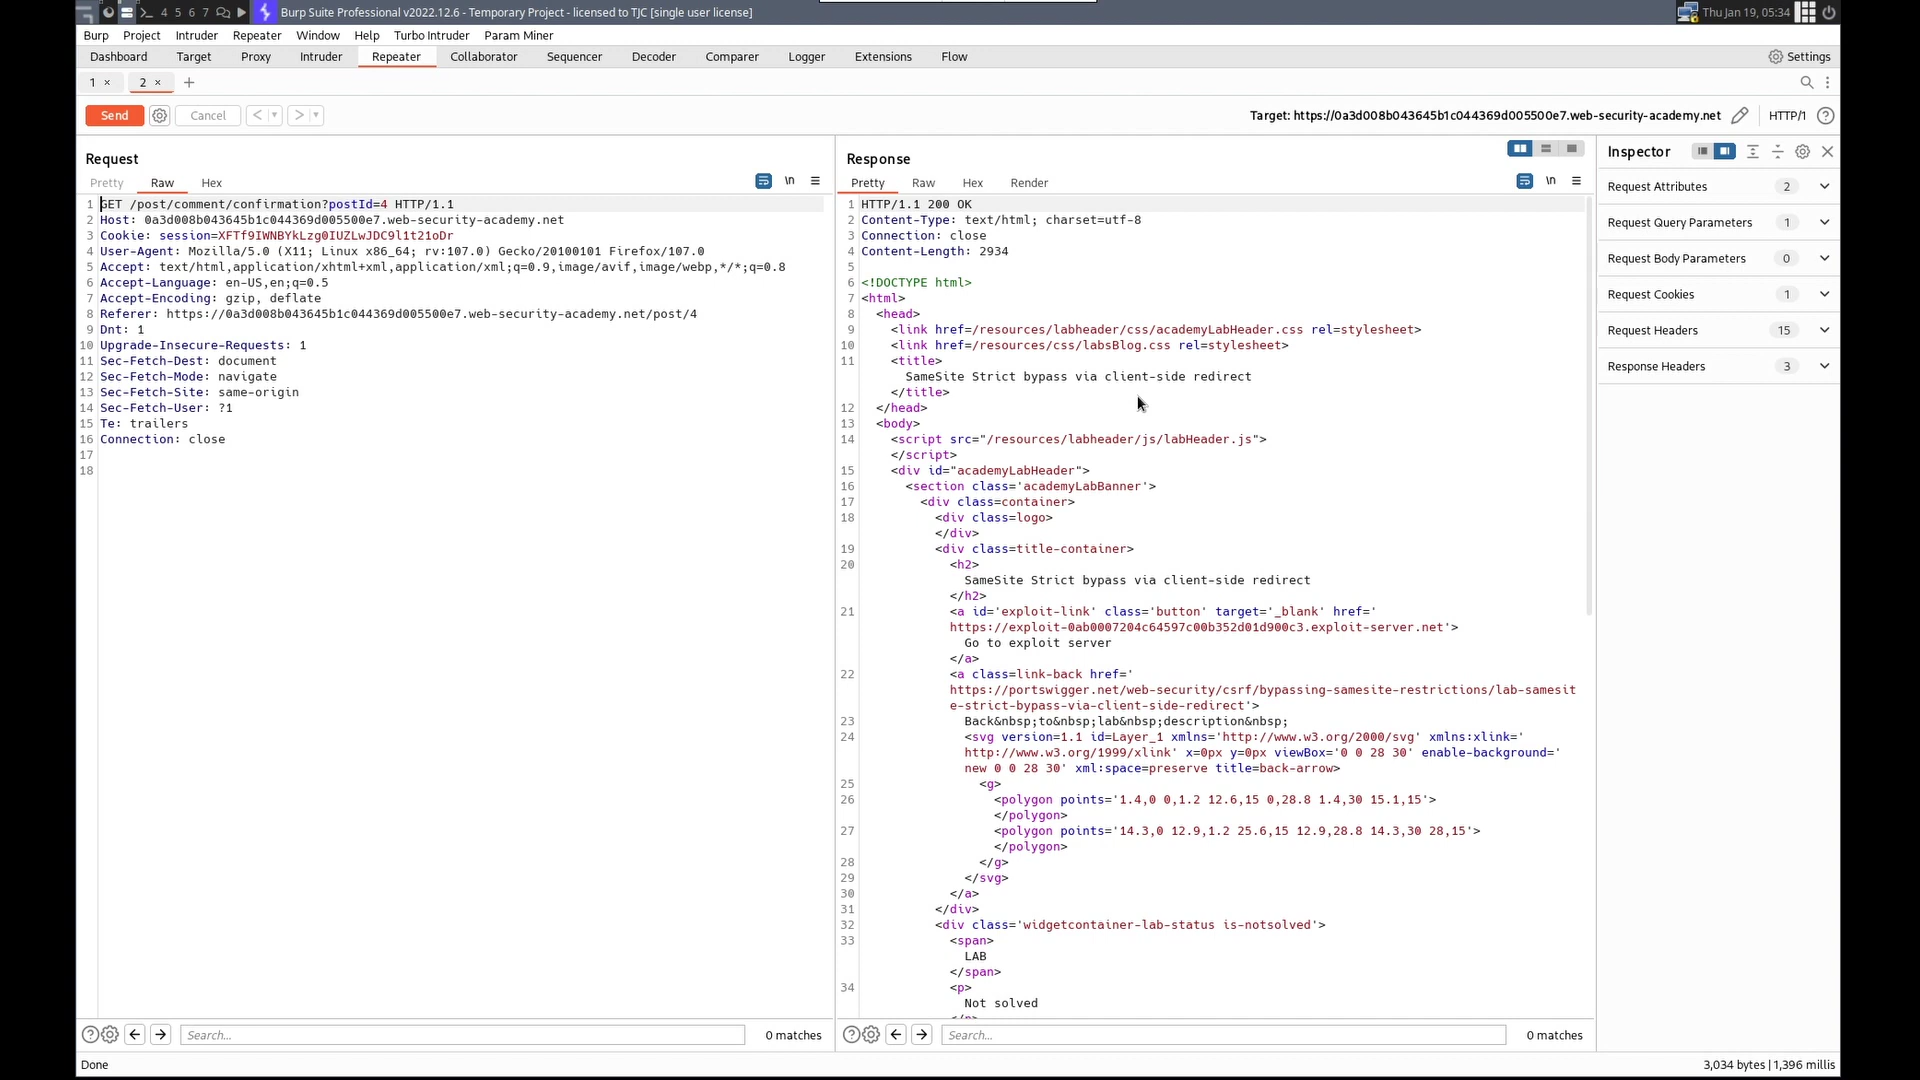 4 5 6 7
Burp Suite Professional v2022.12.6 - Temporary Project - licensed to TJC [single user license]
Thu Jan 19, 05:34
Burp Project Intruder Repeater Window Help Turbo Intruder Param Miner
Dashboard Target Proxy Intruder Repeater Collaborator Sequencer Decoder Comparer Logger Extensions Flow Settings
1 × 2 × +
Send Cancel < > Target: https://0a3d008b043645b1c044369d005500e7.web-security-academy.net HTTP/1 ?
Request
Pretty Raw Hex \n
1 GET /post/comment/confirmation?postId=4 HTTP/1.1
2 Host: 0a3d008b043645b1c044369d005500e7.web-security-academy.net
3 Cookie: session=XFTf9IWNBYkLzg0IUZLwJDC9l1t21oDr
4 User-Agent: Mozilla/5.0 (X11; Linux x86_64; rv:107.0) Gecko/20100101 Firefox/107.0
5 Accept: text/html,application/xhtml+xml,application/xml;q=0.9,image/avif,image/webp,*/*;q=0.8
6 Accept-Language: en-US,en;q=0.5
7 Accept-Encoding: gzip, deflate
8 Referer: https://0a3d008b043645b1c044369d005500e7.web-security-academy.net/post/4
9 Dnt: 1
10 Upgrade-Insecure-Requests: 1
11 Sec-Fetch-Dest: document
12 Sec-Fetch-Mode: navigate
13 Sec-Fetch-Site: same-origin
14 Sec-Fetch-User: ?1
15 Te: trailers
16 Connection: close
17
18
Search... 0 matches
Response
Pretty Raw Hex Render \n
1 HTTP/1.1 200 OK
2 Content-Type: text/html; charset=utf-8
3 Connection: close
4 Content-Length: 2934
5
6 <!DOCTYPE html>
7 <html>
8 <head>
9 <link href=/resources/labheader/css/academyLabHeader.css rel=stylesheet>
10 <link href=/resources/css/labsBlog.css rel=stylesheet>
11 <title>
SameSite Strict bypass via client-side redirect
</title>
12 </head>
13 <body>
14 <script src="/resources/labheader/js/labHeader.js">
</script>
15 <div id="academyLabHeader">
16 <section class='academyLabBanner'>
17 <div class=container>
18 <div class=logo>
</div>
19 <div class=title-container>
20 <h2>
SameSite Strict bypass via client-side redirect
</h2>
21 <a id='exploit-link' class='button' target='_blank' href='
https://exploit-0ab0007204c64597c00b352d01d900c3.exploit-server.net'>
Go to exploit server
</a>
22 <a class=link-back href='
https://portswigger.net/web-security/csrf/bypassing-samesite-restrictions/lab-samesit
e-strict-bypass-via-client-side-redirect'>
23 Back&nbsp;to&nbsp;lab&nbsp;description&nbsp;
24 <svg version=1.1 id=Layer_1 xmlns='http://www.w3.org/2000/svg' xmlns:xlink='
http://www.w3.org/1999/xlink' x=0px y=0px viewBox='0 0 28 30' enable-background='
new 0 0 28 30' xml:space=preserve title=back-arrow>
25 <g>
26 <polygon points='1.4,0 0,1.2 12.6,15 0,28.8 1.4,30 15.1,15'>
</polygon>
27 <polygon points='14.3,0 12.9,1.2 25.6,15 12.9,28.8 14.3,30 28,15'>
</polygon>
28 </g>
29 </svg>
30 </a>
31 </div>
32 <div class='widgetcontainer-lab-status is-notsolved'>
33 <span>
LAB
</span>
34 <p>
Not solved
Search... 0 matches
Inspector
Request Attributes 2
Request Query Parameters 1
Request Body Parameters 0
Request Cookies 1
Request Headers 15
Response Headers 3
Done
3,034 bytes | 1,396 millis